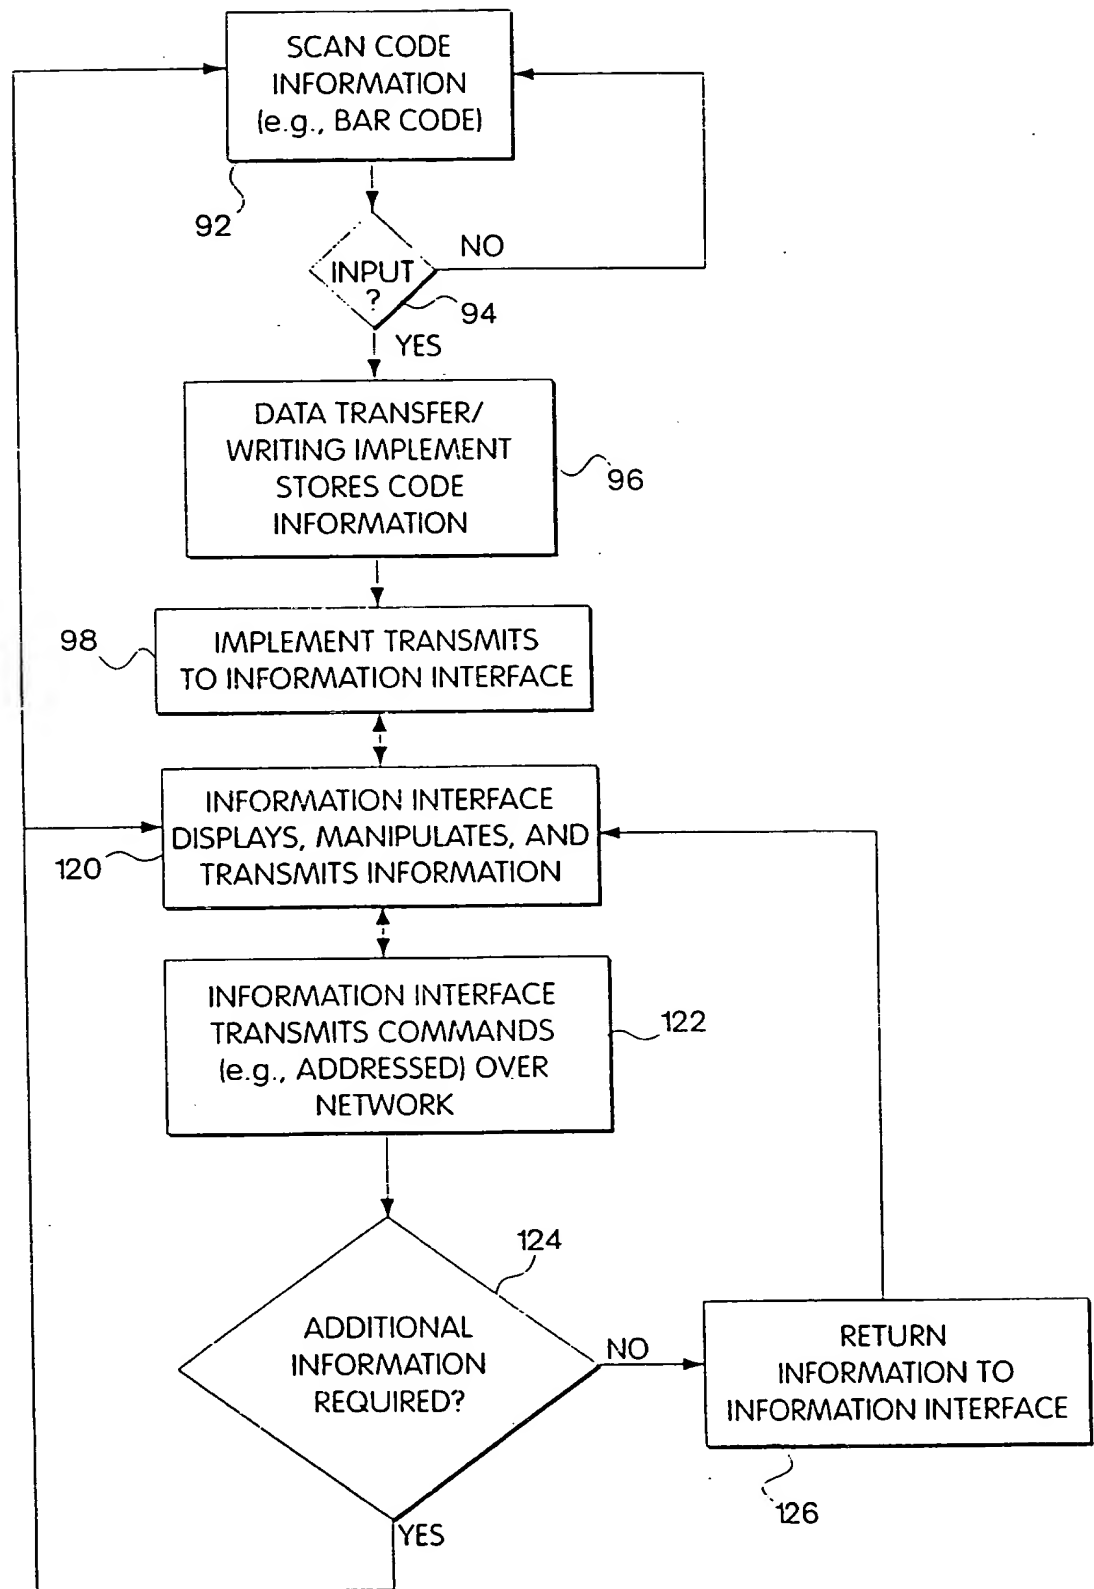 SCAN CODE
INFORMATION
(e.g., BAR CODE)
92
INPUT
?
NO
94
YES
DATA TRANSFER/
WRITING IMPLEMENT
STORES CODE
INFORMATION
96
98
IMPLEMENT TRANSMITS
TO INFORMATION INTERFACE
INFORMATION INTERFACE
DISPLAYS, MANIPULATES, AND
TRANSMITS INFORMATION
120
INFORMATION INTERFACE
TRANSMITS COMMANDS
(e.g., ADDRESSED) OVER
NETWORK
122
124
ADDITIONAL
INFORMATION
REQUIRED?
NO
RETURN
INFORMATION TO
INFORMATION INTERFACE
126
YES